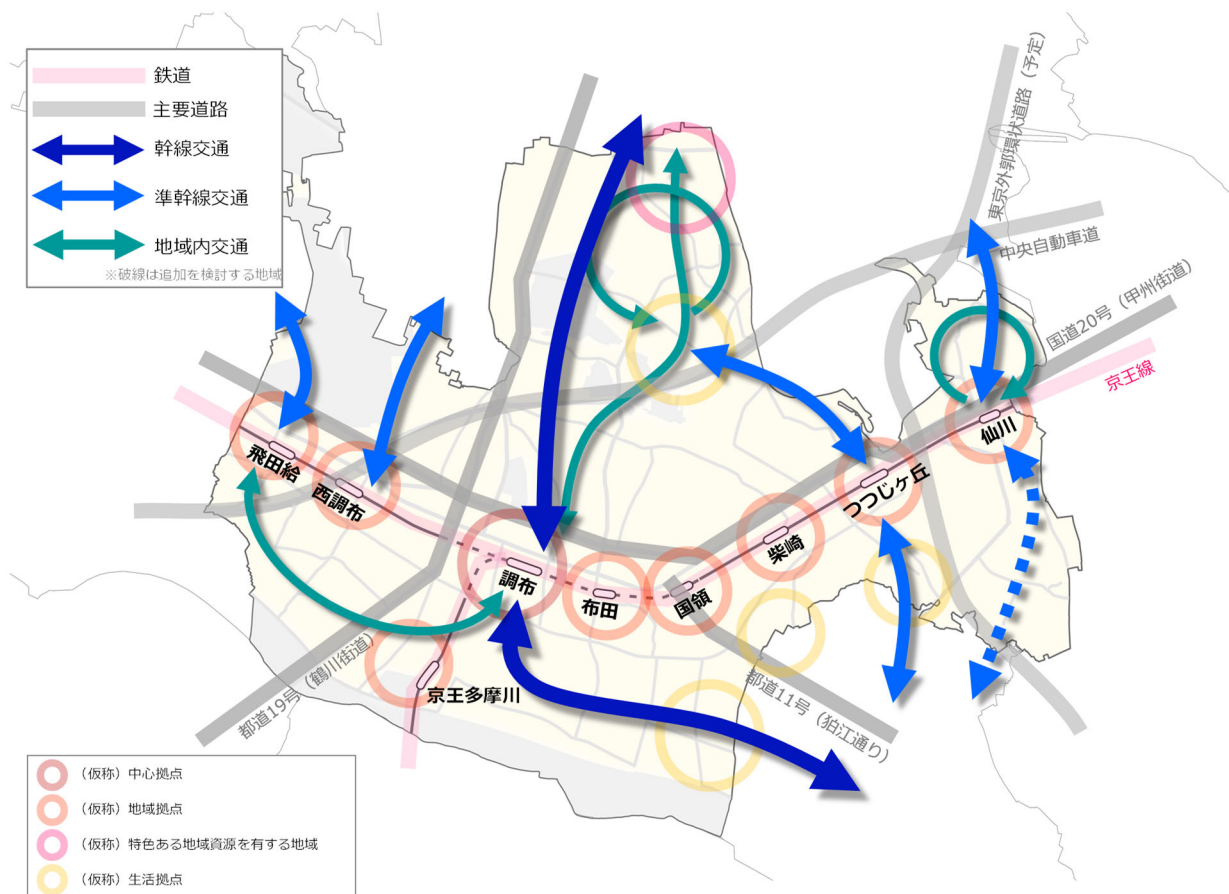 鉄道
主要道路
幹線交通
準幹線交通
地域内交通
※破線は追加を検討する地域
東京外郭環状道路（予定）
中央自動車道
国道20号（甲州街道）
京王線
仙川
つつじヶ丘
柴崎
国領
布田
調布
西調布
飛田給
京王多摩川
都道19号（鶴川街道）
都道11号（狛江通り）
（仮称）中心拠点
（仮称）地域拠点
（仮称）特色ある地域資源を有する地域
（仮称）生活拠点